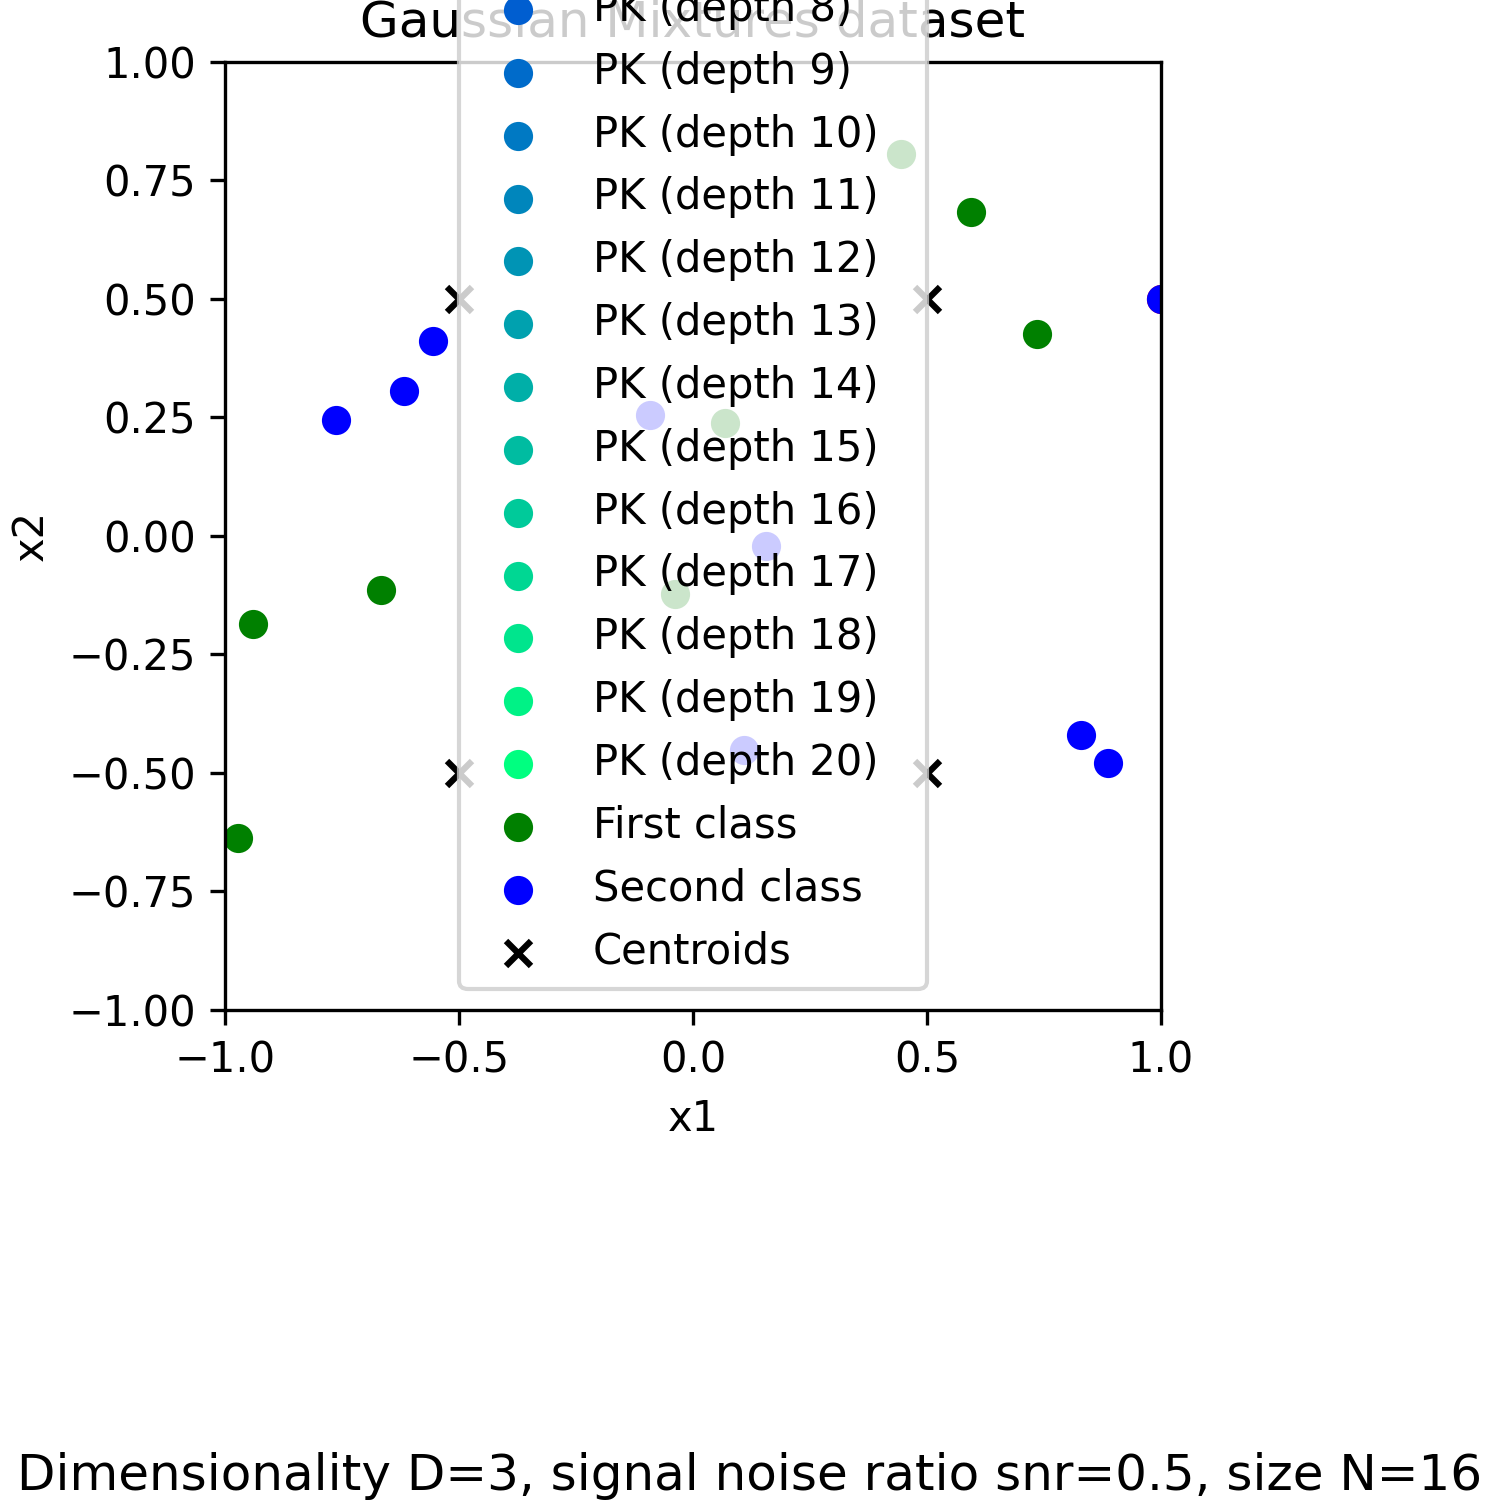 PK (depth 8)
Gaussian Mixtures dataset
1.00
PK (depth 9)
PK (depth 10)
0.75
PK (depth 11)
PK (depth 12)
0.50
PK (depth 13)
PK (depth 14)
0.25
PK (depth 15)
PK (depth 16)
x2
0.00
PK (depth 17)
PK (depth 18)
−0.25
PK (depth 19)
PK (depth 20)
−0.50
First class
Second class
−0.75
Centroids
−1.00
−1.0 −0.5 0.0 0.5 1.0
x1
Dimensionality D=3, signal noise ratio snr=0.5, size N=16